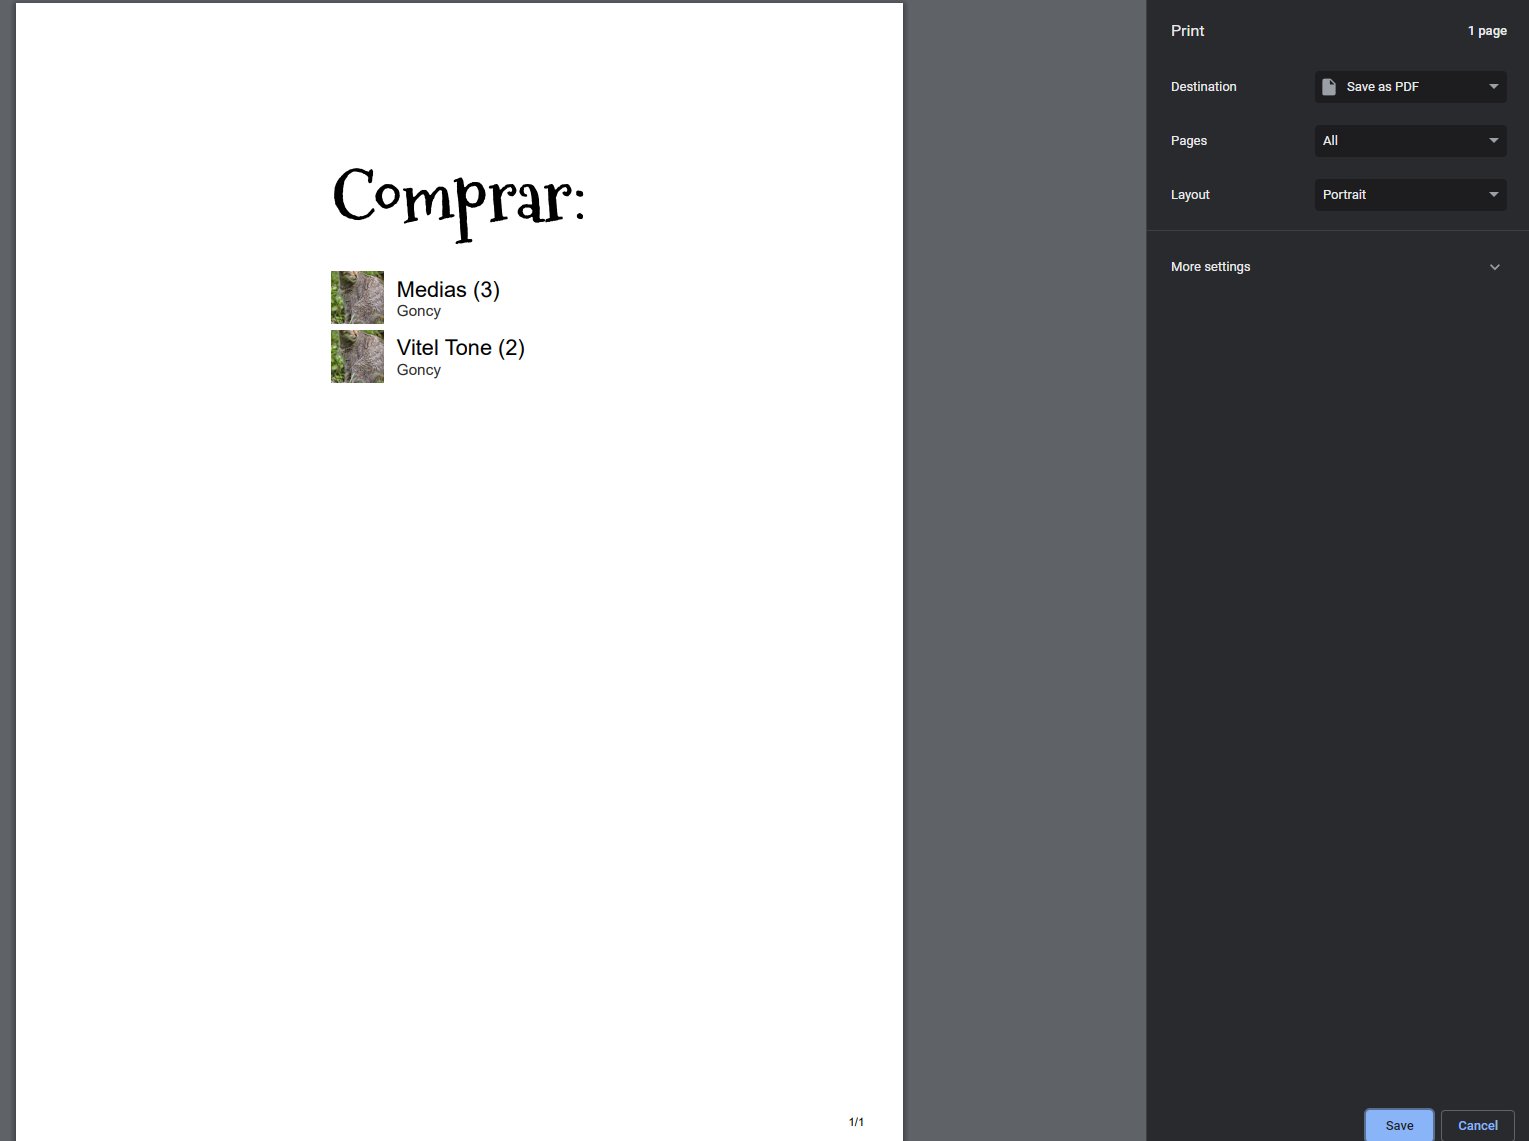 Comprar:
Medias (3)
Goncy
Vitel Tone (2)
Goncy
1/1
Print
1 page
Destination
Save as PDF
Pages
All
Layout
Portrait
More settings
Save
Cancel